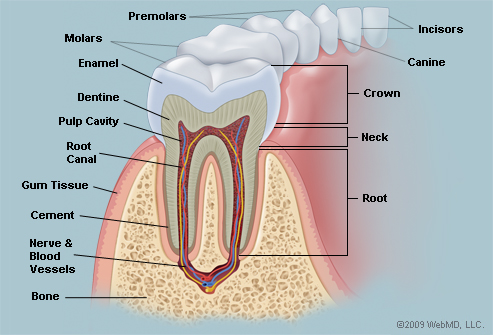 Premolars
Molars
Enamel
Dentine
Pulp Cavity
Root
Canal
Gum Tissue
Cement
Nerve &
Blood
Vessels
Bone
Incisors
Canine
Crown
Neck
Root
©2009 WebMD, LLC.